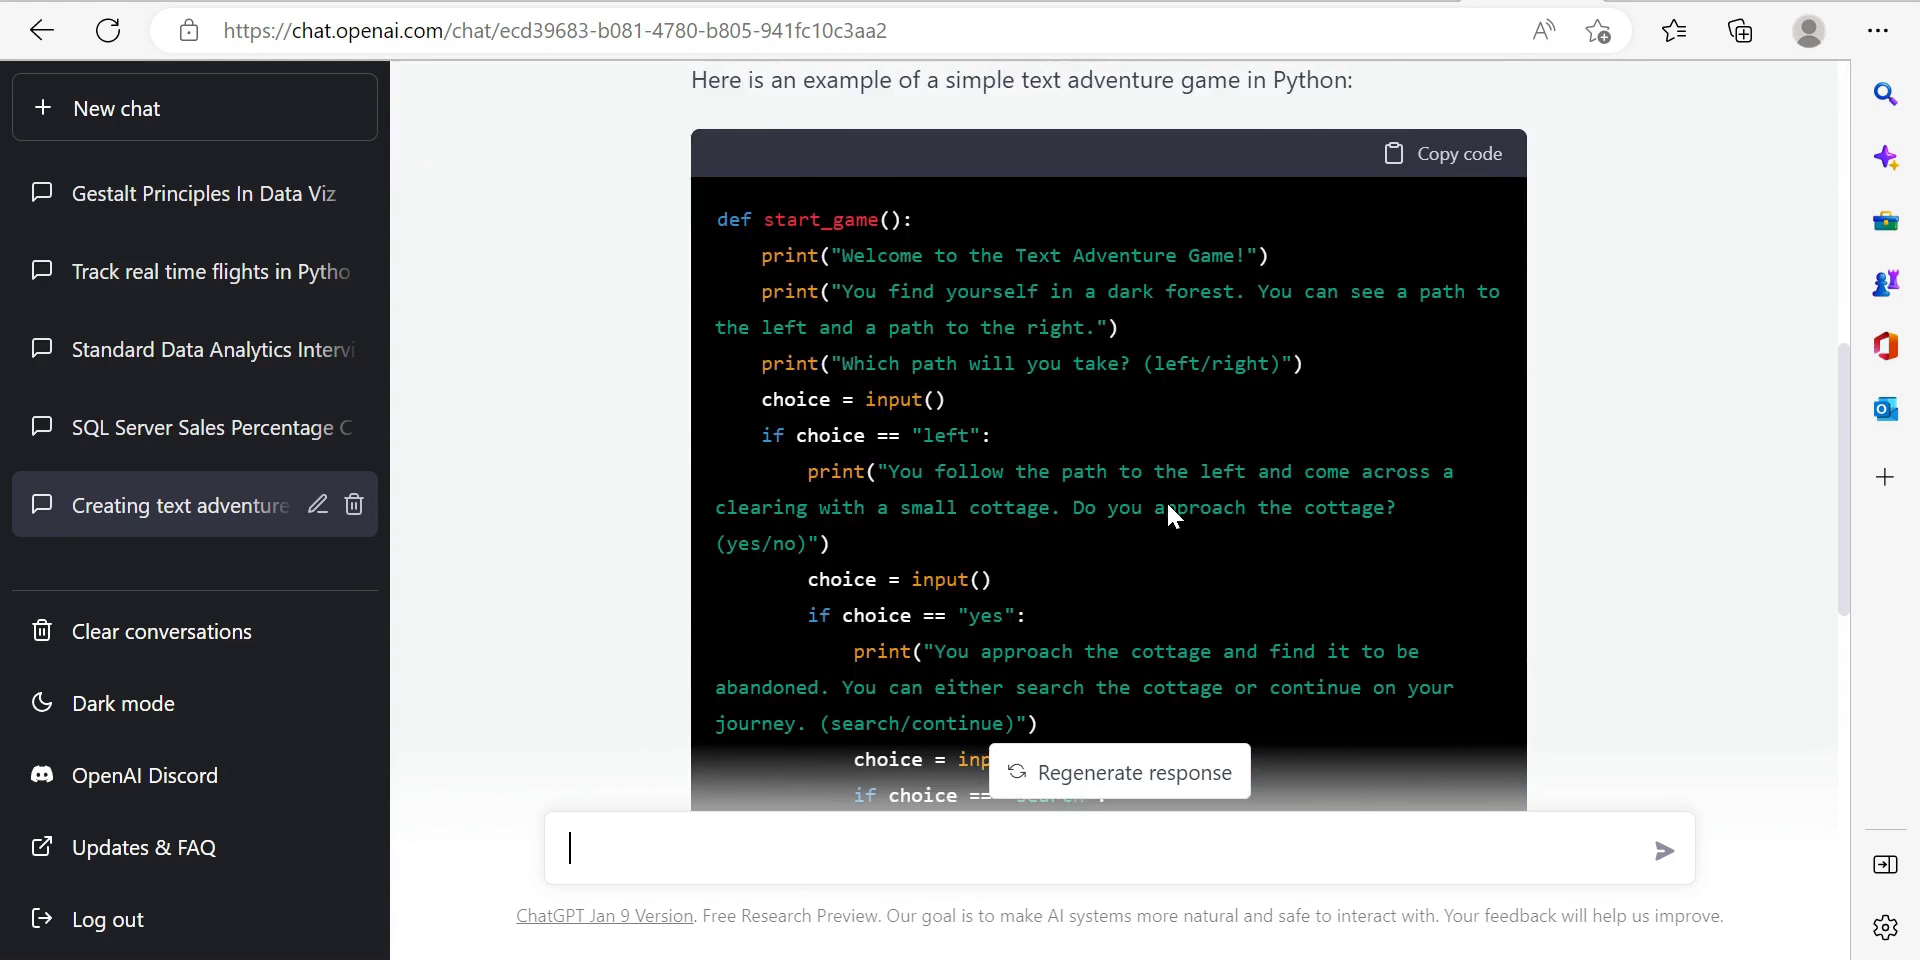 https://chat.openai.com/chat/ecd39683-b081-4780-b805-941fc10c3aa2
New chat
Gestalt Principles In Data Viz
Track real time flights in Pytho
Standard Data Analytics Intervi
SQL Server Sales Percentage C
Creating text adventure
Clear conversations
Dark mode
OpenAI Discord
Updates & FAQ
Log out
Here is an example of a simple text adventure game in Python:
Copy code
def start_game():
print("Welcome to the Text Adventure Game!")
print("You find yourself in a dark forest. You can see a path to
the left and a path to the right.")
print("Which path will you take? (left/right)")
choice = input()
if choice == "left":
print("You follow the path to the left and come across a
clearing with a small cottage. Do you approach the cottage?
(yes/no)")
choice = input()
if choice == "yes":
print("You approach the cottage and find it to be
abandoned. You can either search the cottage or continue on your
journey. (search/continue)")
choice = inp
if choice ==
Regenerate response
ChatGPT Jan 9 Version. Free Research Preview. Our goal is to make AI systems more natural and safe to interact with. Your feedback will help us improve.